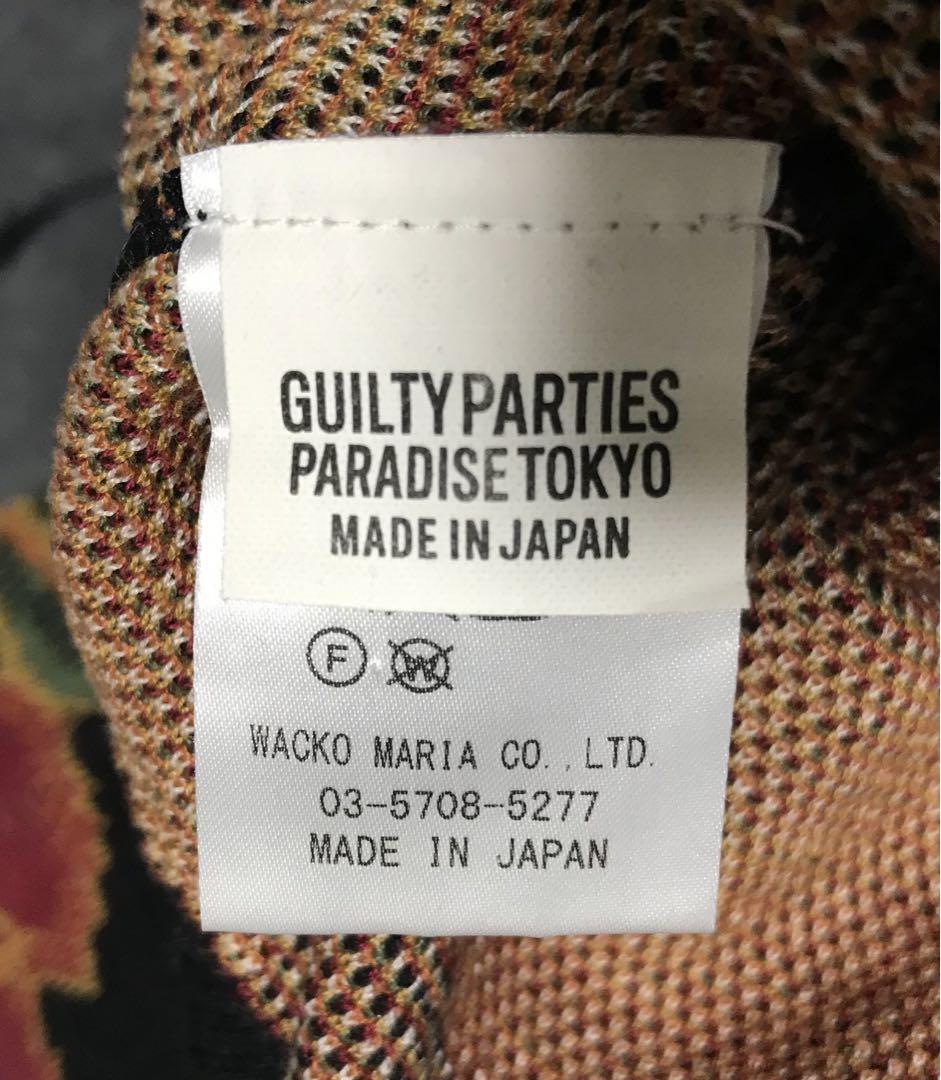 GUILTY PARTIES
PARADISE TOKYO
MADE IN JAPAN
F W
WACKO MARIA CO.,LTD.
03-5708-5277
MADE IN JAPAN